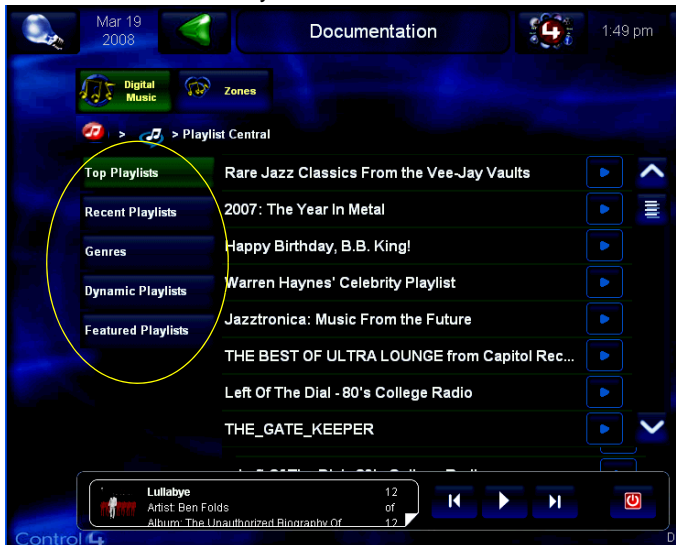 Mar 19
2008
Documentation
4
1:49 pm
Digital
Music
Zones
> > Playlist Central
Top Playlists
Recent Playlists
Genres
Dynamic Playlists
Featured Playlists
Rare Jazz Classics From the Vee-Jay Vaults
2007: The Year In Metal
Happy Birthday, B.B. King!
Warren Haynes' Celebrity Playlist
Jazztronica: Music From the Future
THE BEST OF ULTRA LOUNGE from Capitol Rec...
Left Of The Dial - 80's College Radio
THE_GATE_KEEPER
Lullabye
Artist: Ben Folds
Album: The Unauthorized Biography Of
12
of
12
Control4
D